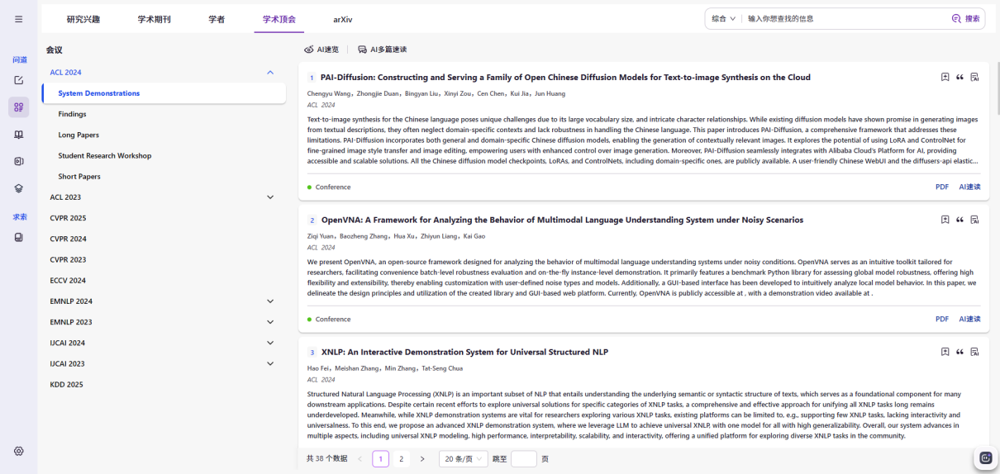 研究兴趣
学术期刊
学者
学术顶会
arXiv
综合
输入你想查找的信息
搜索
问道
求索
会议
ACL 2024
System Demonstrations
Findings
Long Papers
Student Research Workshop
Short Papers
ACL 2023
CVPR 2025
CVPR 2024
CVPR 2023
ECCV 2024
EMNLP 2024
EMNLP 2023
IJCAI 2024
IJCAI 2023
KDD 2025
AI速览
AI多篇速读
1 PAI-Diffusion: Constructing and Serving a Family of Open Chinese Diffusion Models for Text-to-image Synthesis on the Cloud
Chengyu Wang，Zhongjie Duan，Bingyan Liu，Xinyi Zou，Cen Chen，Kui Jia，Jun Huang
ACL 2024
Text-to-image synthesis for the Chinese language poses unique challenges due to its large vocabulary size, and intricate character relationships. While existing diffusion models have shown promise in generating images
from textual descriptions, they often neglect domain-specific contexts and lack robustness in handling the Chinese language. This paper introduces PAI-Diffusion, a comprehensive framework that addresses these
limitations. PAI-Diffusion incorporates both general and domain-specific Chinese diffusion models, enabling the generation of contextually relevant images. It explores the potential of using LoRA and ControlNet for
fine-grained image style transfer and image editing, empowering users with enhanced control over image generation. Moreover, PAI-Diffusion seamlessly integrates with Alibaba Cloud's Platform for AI, providing
accessible and scalable solutions. All the Chinese diffusion model checkpoints, LoRAs, and ControlNets, including domain-specific ones, are publicly available. A user-friendly Chinese WebUI and the diffusers-api elastic...
Conference
PDF
AI速读
2 OpenVNA: A Framework for Analyzing the Behavior of Multimodal Language Understanding System under Noisy Scenarios
Ziqi Yuan，Baozheng Zhang，Hua Xu，Zhiyun Liang，Kai Gao
ACL 2024
We present OpenVNA, an open-source framework designed for analyzing the behavior of multimodal language understanding systems under noisy conditions. OpenVNA serves as an intuitive toolkit tailored for
researchers, facilitating convenience batch-level robustness evaluation and on-the-fly instance-level demonstration. It primarily features a benchmark Python library for assessing global model robustness, offering high
flexibility and extensibility, thereby enabling customization with user-defined noise types and models. Additionally, a GUI-based interface has been developed to intuitively analyze local model behavior. In this paper, we
delineate the design principles and utilization of the created library and GUI-based web platform. Currently, OpenVNA is publicly accessible at , with a demonstration video available at .
Conference
PDF
AI速读
3 XNLP: An Interactive Demonstration System for Universal Structured NLP
Hao Fei，Meishan Zhang，Min Zhang，Tat-Seng Chua
ACL 2024
Structured Natural Language Processing (XNLP) is an important subset of NLP that entails understanding the underlying semantic or syntactic structure of texts, which serves as a foundational component for many
downstream applications. Despite certain recent efforts to explore universal solutions for specific categories of XNLP tasks, a comprehensive and effective approach for unifying all XNLP tasks long remains
underdeveloped. Meanwhile, while XNLP demonstration systems are vital for researchers exploring various XNLP tasks, existing platforms can be limited to, e.g., supporting few XNLP tasks, lacking interactivity and
universalness. To this end, we propose an advanced XNLP demonstration system, where we leverage LLM to achieve universal XNLP, with one model for all with high generalizability. Overall, our system advances in
multiple aspects, including universal XNLP modeling, high performance, interpretability, scalability, and interactivity, offering a unified platform for exploring diverse XNLP tasks in the community.
共 38 个数据
1
2
20 条/页
跳至
页